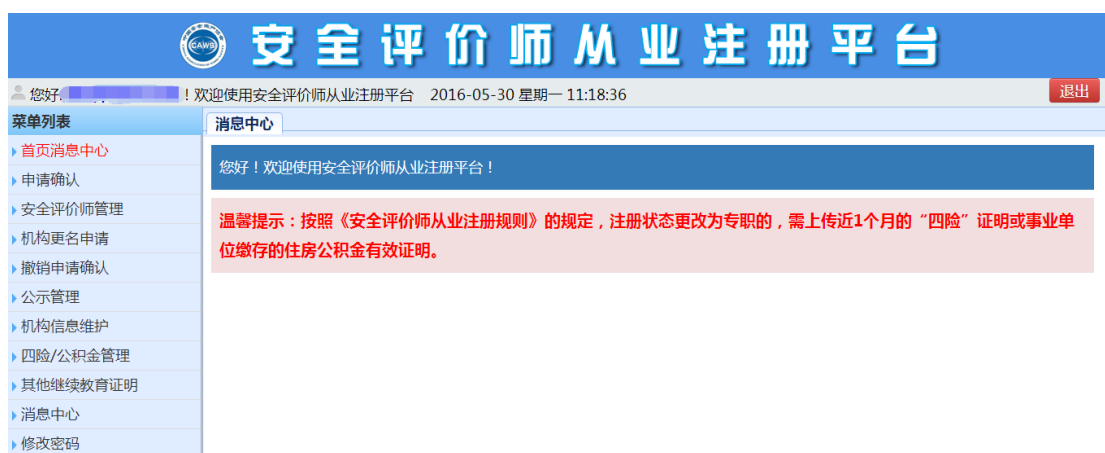 CAWS
安全评价师从业注册平台
您好
！欢迎使用安全评价师从业注册平台 2016-05-30 星期一 11:18:36
退出
菜单列表
消息中心
首页消息中心
申请确认
安全评价师管理
机构更名申请
撤销申请确认
公示管理
机构信息维护
四险/公积金管理
其他继续教育证明
消息中心
修改密码
您好！欢迎使用安全评价师从业注册平台！
温馨提示：按照《安全评价师从业注册规则》的规定，注册状态更改为专职的，需上传近1个月的“四险”证明或事业单
位缴存的住房公积金有效证明。